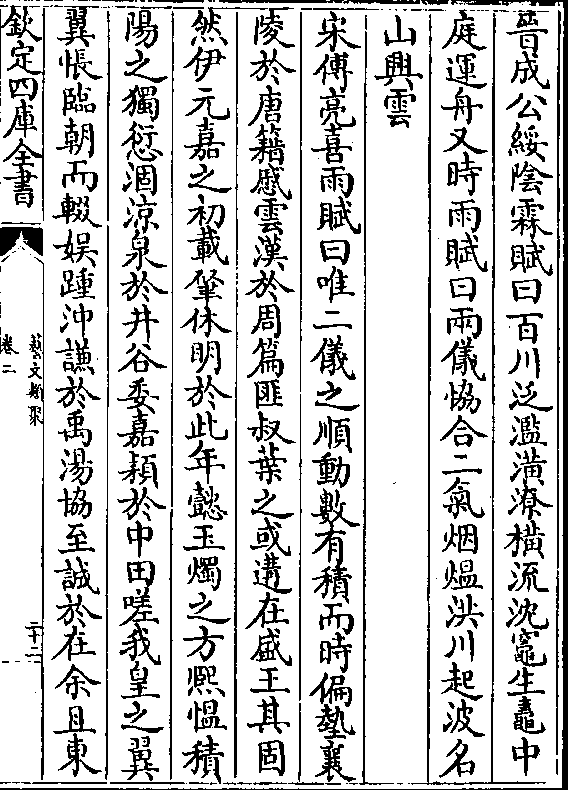 晉成公綏陰霖賦曰百川泛濫潢潦橫流沈竈生鼃中
庭運舟又時雨賦曰兩儀恊合二氣烟熅洪川起波名
山興雲
宋傅亮喜雨賦曰唯二儀之順動數有積而時偏墊襄
陵於唐籍慼雲漢於周篇匪叔葉之或遘在盛王其固
然伊元嘉之初載肇休明於此年懿玉燭之方熈慍積
陽之獨愆涸涼泉於井谷委嘉穎於中田嗟我皇之翼
翼悵臨朝而輟娯踵沖謙於禹湯協至誠於在余且東
欽定四庫全書
藝文類聚
卷二
二十二